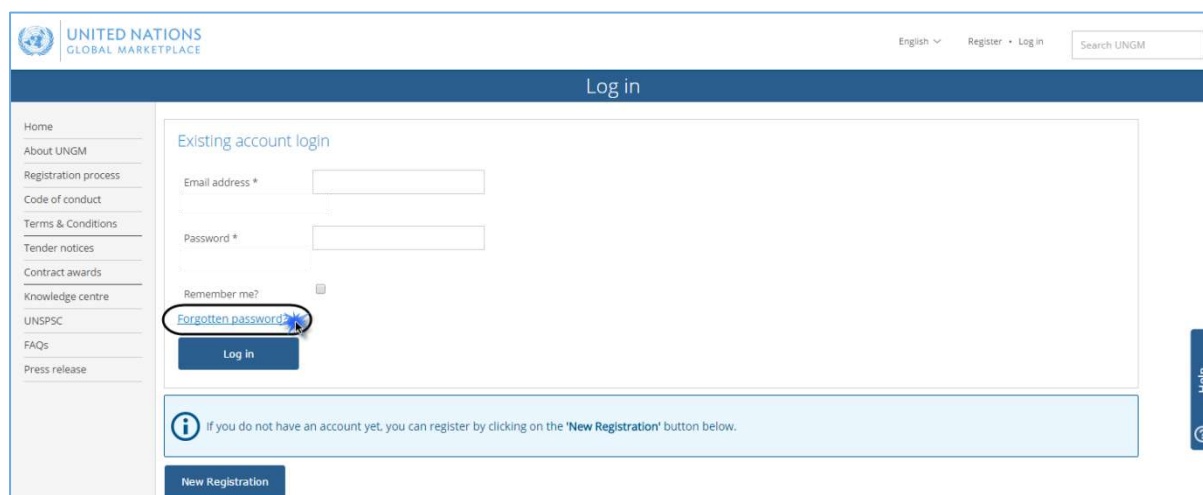 UNITED NATIONS
GLOBAL MARKETPLACE
English
Register • Log in
Search UNGM
Log in
Home
About UNGM
Registration process
Code of conduct
Terms & Conditions
Tender notices
Contract awards
Knowledge centre
UNSPSC
FAQs
Press release
Existing account login
Email address *
Password *
Remember me?
Forgotten password?
Log in
Help
If you do not have an account yet, you can register by clicking on the 'New Registration' button below.
New Registration